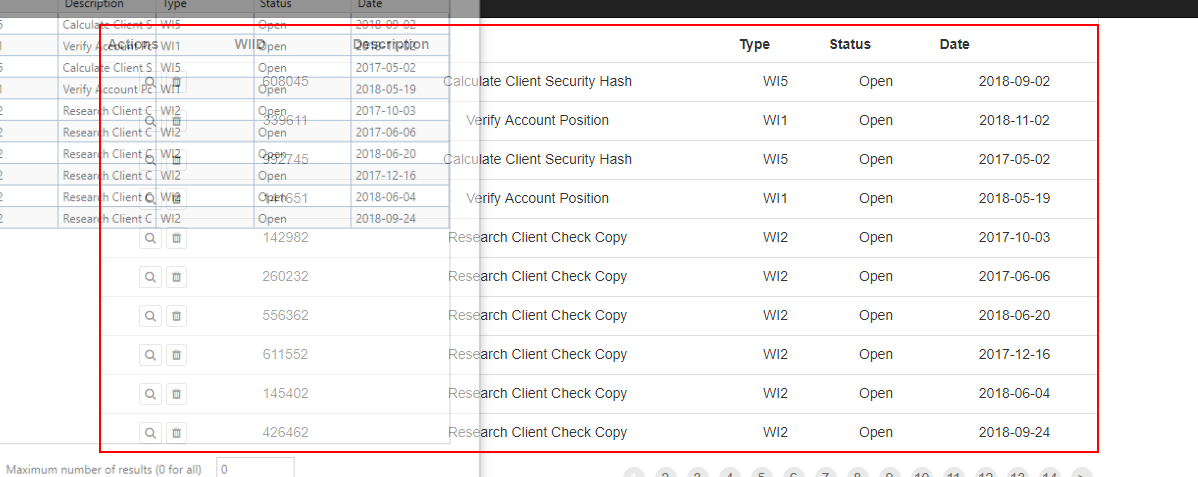 Description Type Status Date
Calculate Client S WI5 Open 2018-09-02
Verify Account Po WI1 Open 2018-11-02
Calculate Client S WI5 Open 2017-05-02
Verify Account Po WI1 Open 2018-05-19
Research Client C WI2 Open 2017-10-03
Research Client C WI2 Open 2017-06-06
Research Client C WI2 Open 2018-06-20
Research Client C WI2 Open 2017-12-16
Research Client C WI2 Open 2018-06-04
Research Client C WI2 Open 2018-09-24
Actions WIID Description Type Status Date
608045 Calculate Client Security Hash WI5 Open 2018-09-02
339611 Verify Account Position WI1 Open 2018-11-02
992745 Calculate Client Security Hash WI5 Open 2017-05-02
141651 Verify Account Position WI1 Open 2018-05-19
142982 Research Client Check Copy WI2 Open 2017-10-03
260232 Research Client Check Copy WI2 Open 2017-06-06
556362 Research Client Check Copy WI2 Open 2018-06-20
611552 Research Client Check Copy WI2 Open 2017-12-16
145402 Research Client Check Copy WI2 Open 2018-06-04
426462 Research Client Check Copy WI2 Open 2018-09-24
Maximum number of results (0 for all) 0
1 2 3 4 5 6 7 8 9 10 11 12 13 14 >